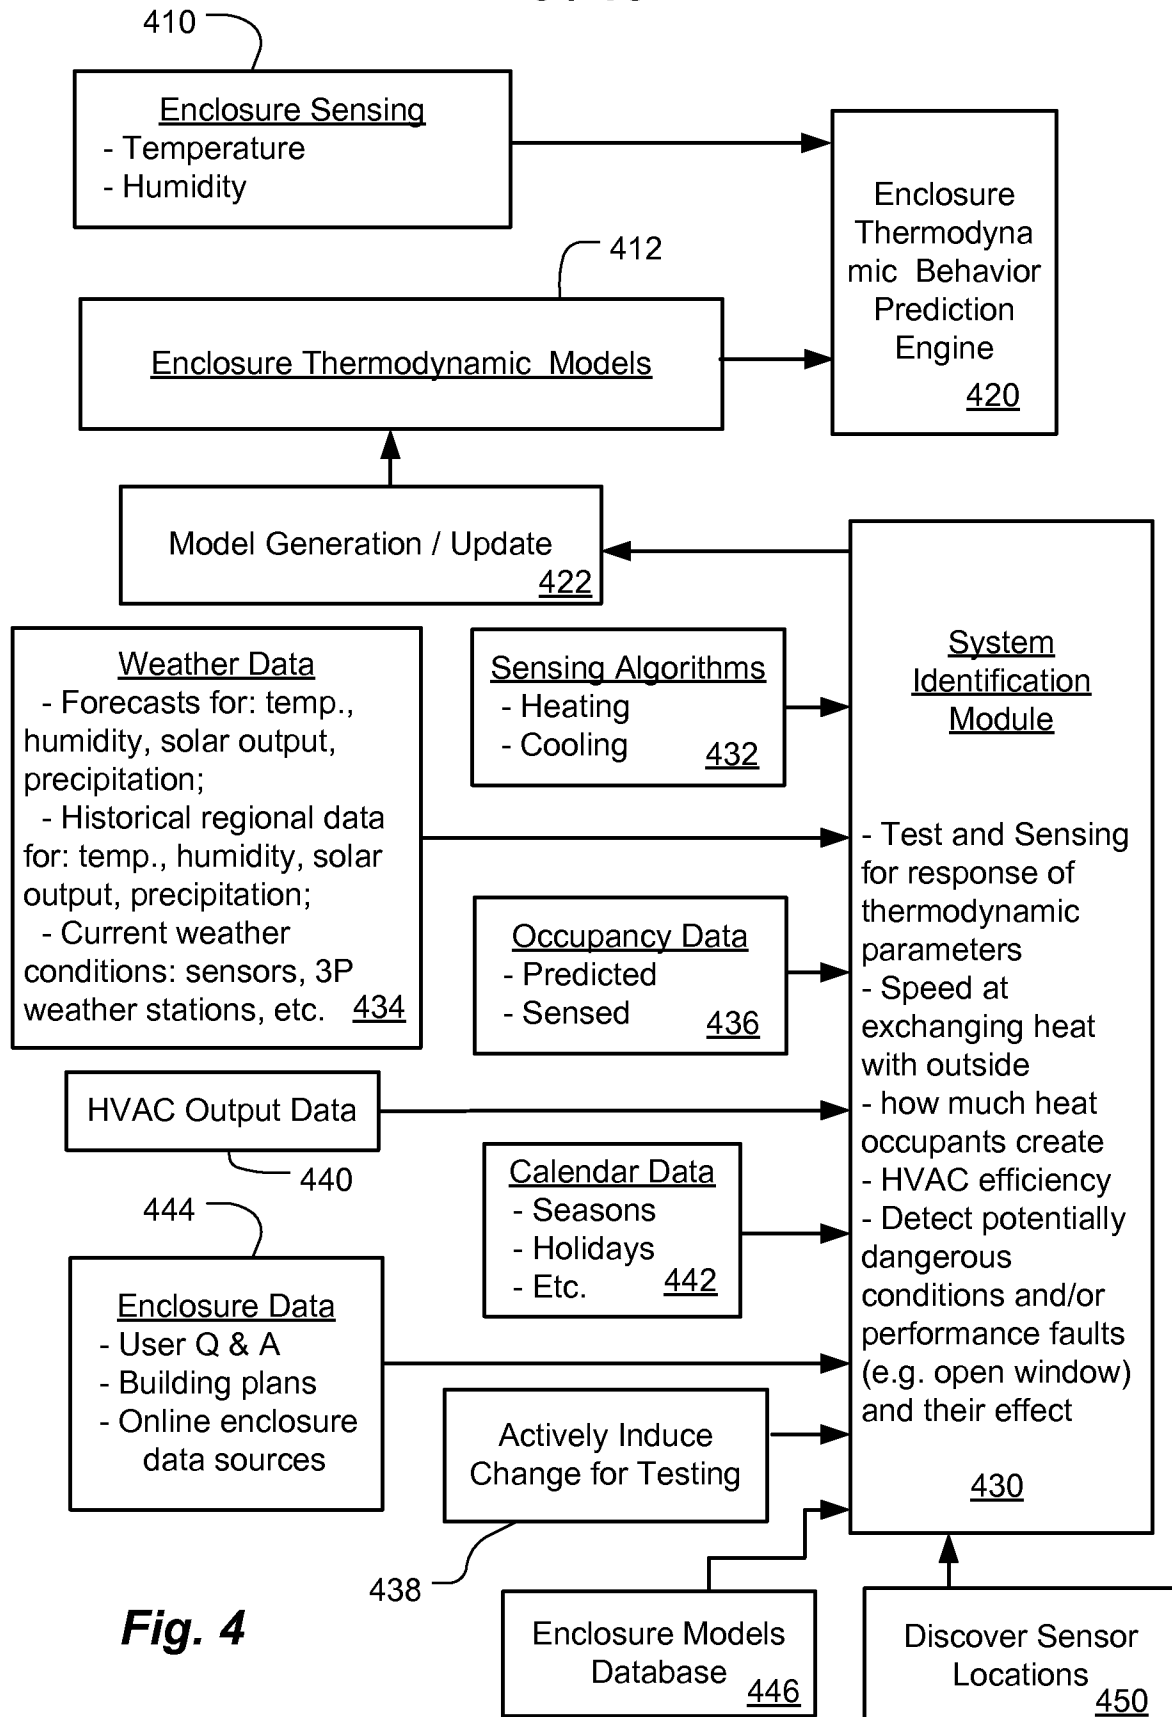 410
Enclosure Sensing
- Temperature
- Humidity
Enclosure
Thermodyna
mic Behavior
Prediction
Engine
420
412
Enclosure Thermodynamic Models
Model Generation / Update
422
Weather Data
- Forecasts for: temp.,
humidity, solar output,
precipitation;
- Historical regional data
for: temp., humidity, solar
output, precipitation;
- Current weather
conditions: sensors, 3P
weather stations, etc. 434
Sensing Algorithms
- Heating
- Cooling
432
System
Identification
Module
- Test and Sensing
for response of
thermodynamic
parameters
- Speed at
exchanging heat
with outside
- how much heat
occupants create
- HVAC efficiency
- Detect potentially
dangerous
conditions and/or
performance faults
(e.g. open window)
and their effect
430
Occupancy Data
- Predicted
- Sensed
436
HVAC Output Data
440
Calendar Data
- Seasons
- Holidays
- Etc.
442
444
Enclosure Data
- User Q & A
- Building plans
- Online enclosure
data sources
Actively Induce
Change for Testing
438
Enclosure Models
Database
446
Discover Sensor
Locations
450
Fig. 4